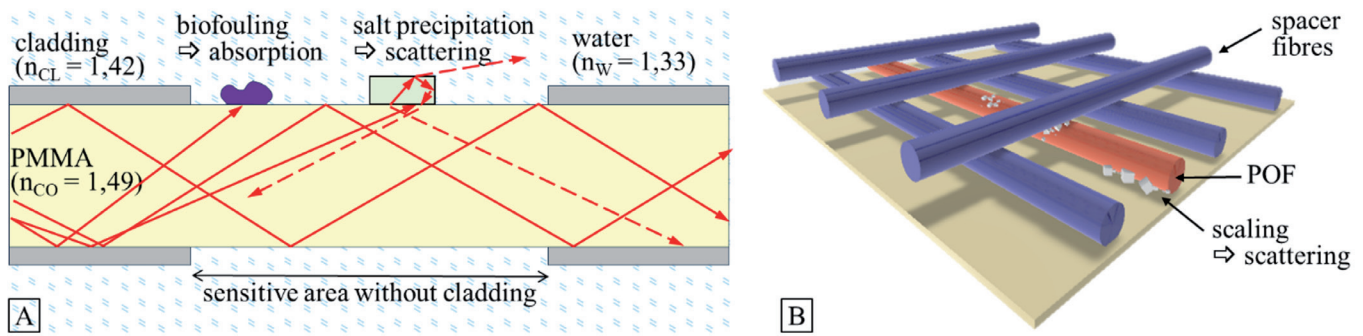 cladding
(nCL = 1,42)
biofouling
⇨ absorption
salt precipitation
⇨ scattering
water
(nW = 1,33)
PMMA
(nCO = 1,49)
sensitive area without cladding
A
spacer
fibres
POF
scaling
⇨ scattering
B